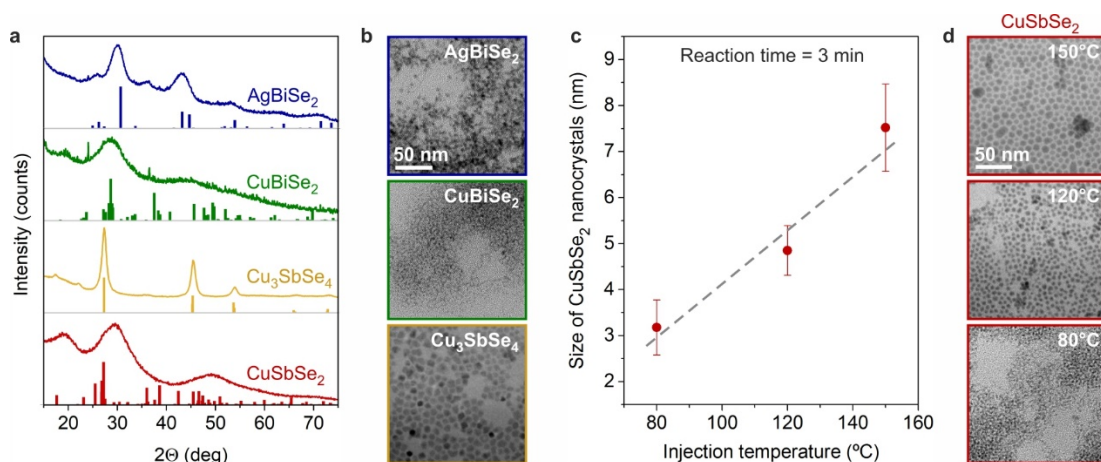 a
AgBiSe₂
CuBiSe₂
Cu₃SbSe₄
CuSbSe₂
Intensity (counts)
20 30 40 50 60 70
2Θ (deg)
b
AgBiSe₂
50 nm
CuBiSe₂
Cu₃SbSe₄
c
Reaction time = 3 min
Size of CuSbSe₂ nanocrystals (nm)
9
8
7
6
5
4
3
2
80 100 120 140 160
Injection temperature (ºC)
d
CuSbSe₂
150°C
50 nm
120°C
80°C